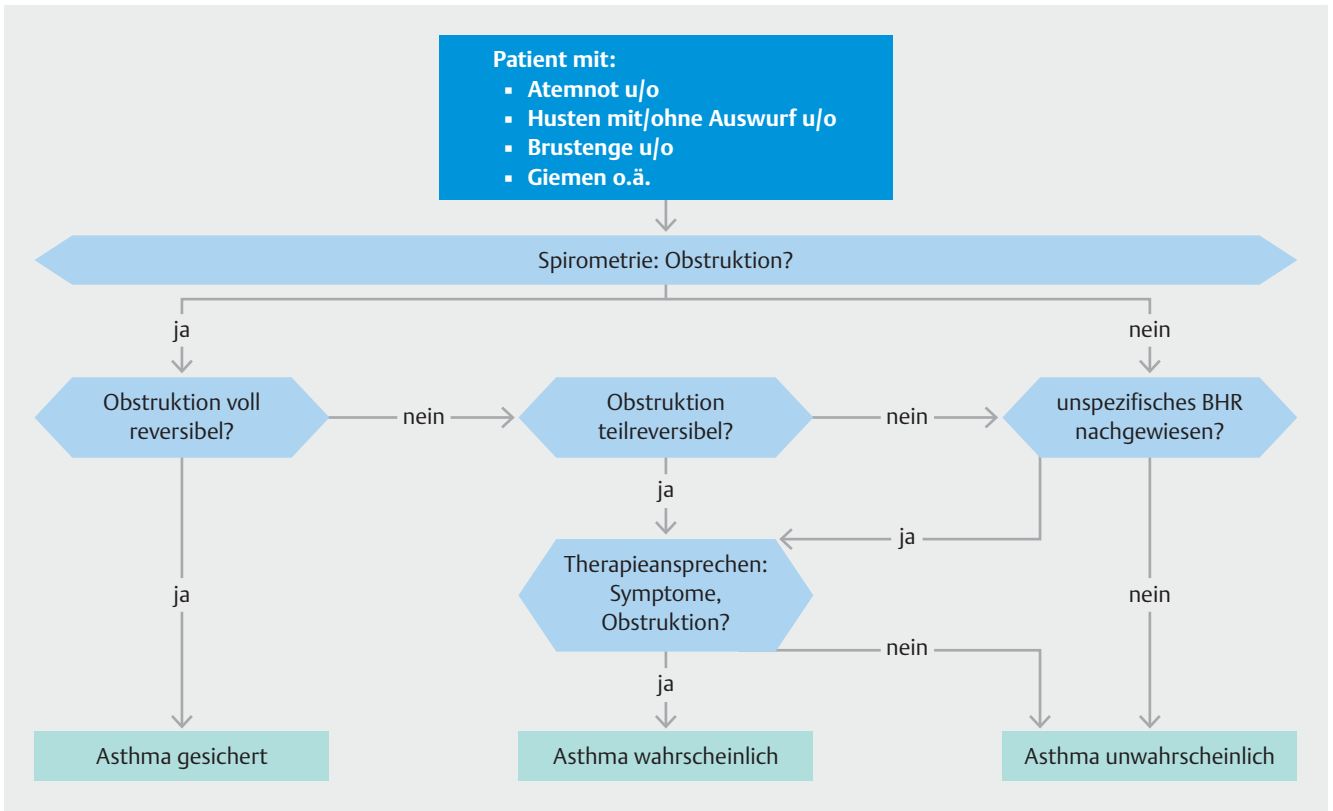 Patient mit:
▪ Atemnot u/o
▪ Husten mit/ohne Auswurf u/o
▪ Brustenge u/o
▪ Giemen o.ä.
Spirometrie: Obstruktion?
ja
nein
Obstruktion voll
reversibel?
nein
Obstruktion
teilreversibel?
nein
unspezifisches BHR
nachgewiesen?
ja
ja
Therapieansprechen:
Symptome,
Obstruktion?
ja
nein
nein
ja
Asthma gesichert
Asthma wahrscheinlich
Asthma unwahrscheinlich